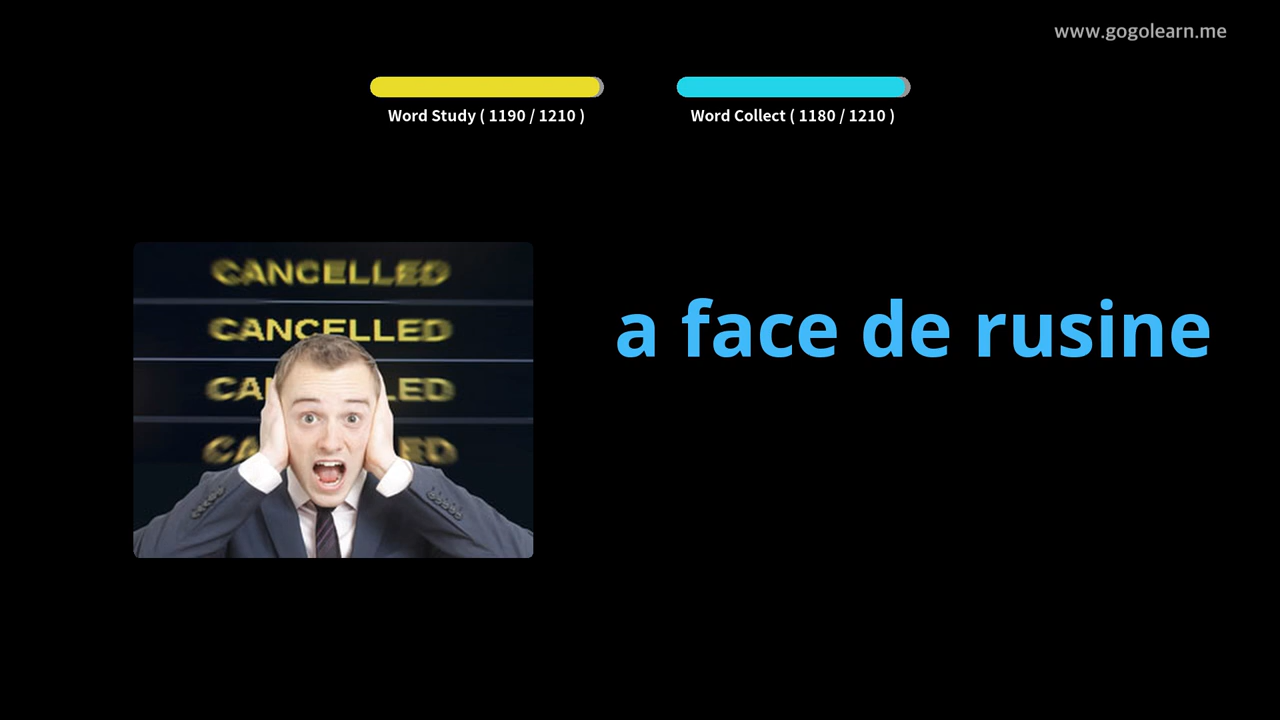 www.gogolearn.me
Word Study ( 1190 / 1210 )
Word Collect ( 1180 / 1210 )
CANCELLED
CANCELLED
a face de rusine